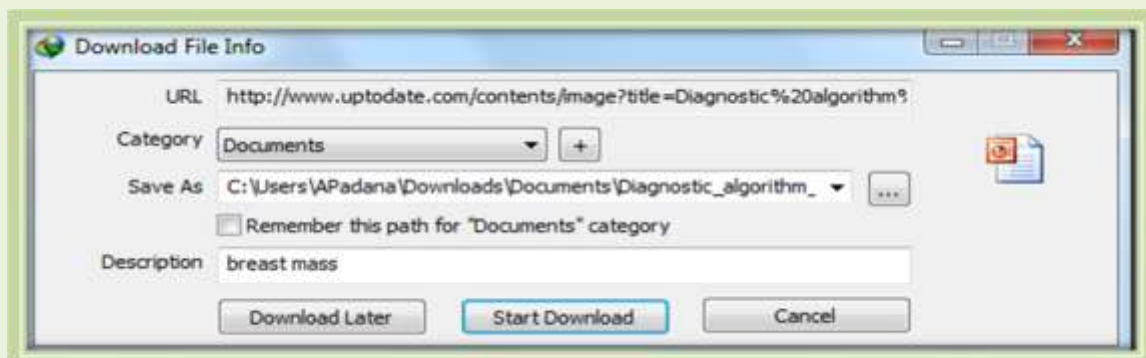 Download File Info
URL http://www.uptodate.com/contents/image?title=Diagnostic%20algorithm%
Category Documents +
Save As C:\Users\APadana\Downloads\Documents\Diagnostic_algorithm_ ...
Remember this path for "Documents" category
Description breast mass
Download Later Start Download Cancel